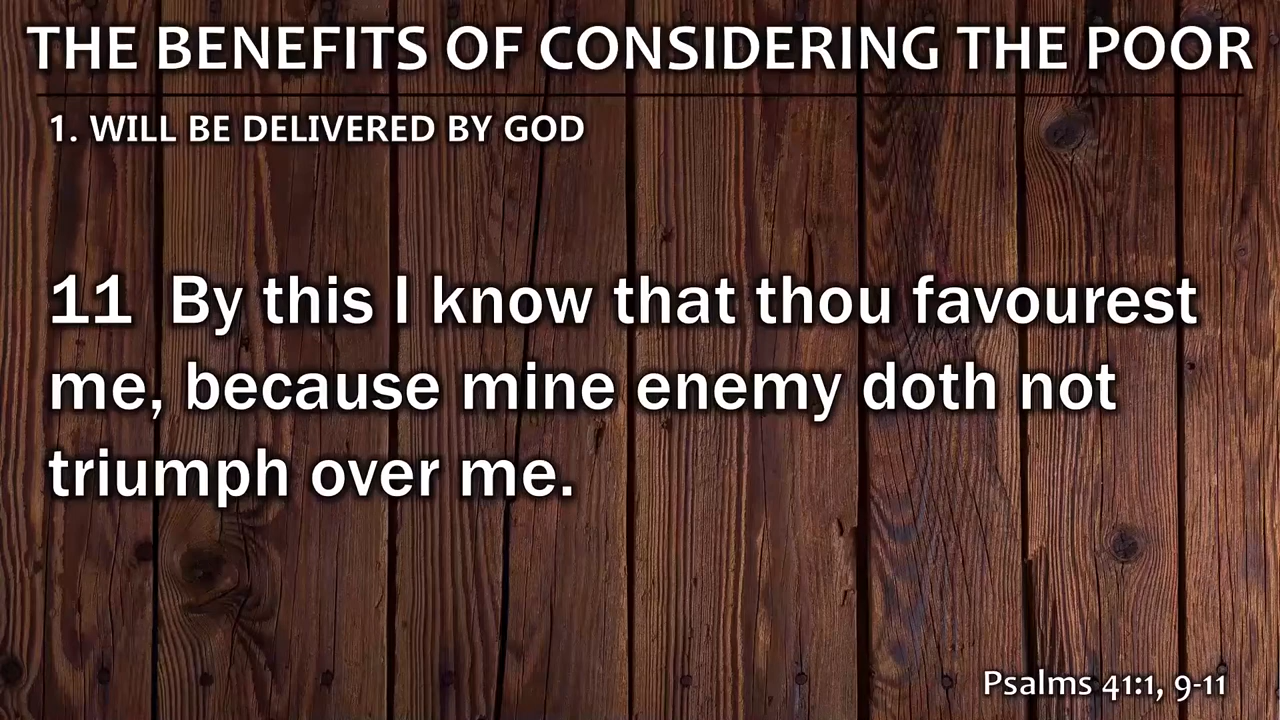 THE BENEFITS OF CONSIDERING THE POOR
1. WILL BE DELIVERED BY GOD
11 By this I know that thou favourest
me, because mine enemy doth not
triumph over me.
Psalms 41:1, 9-11